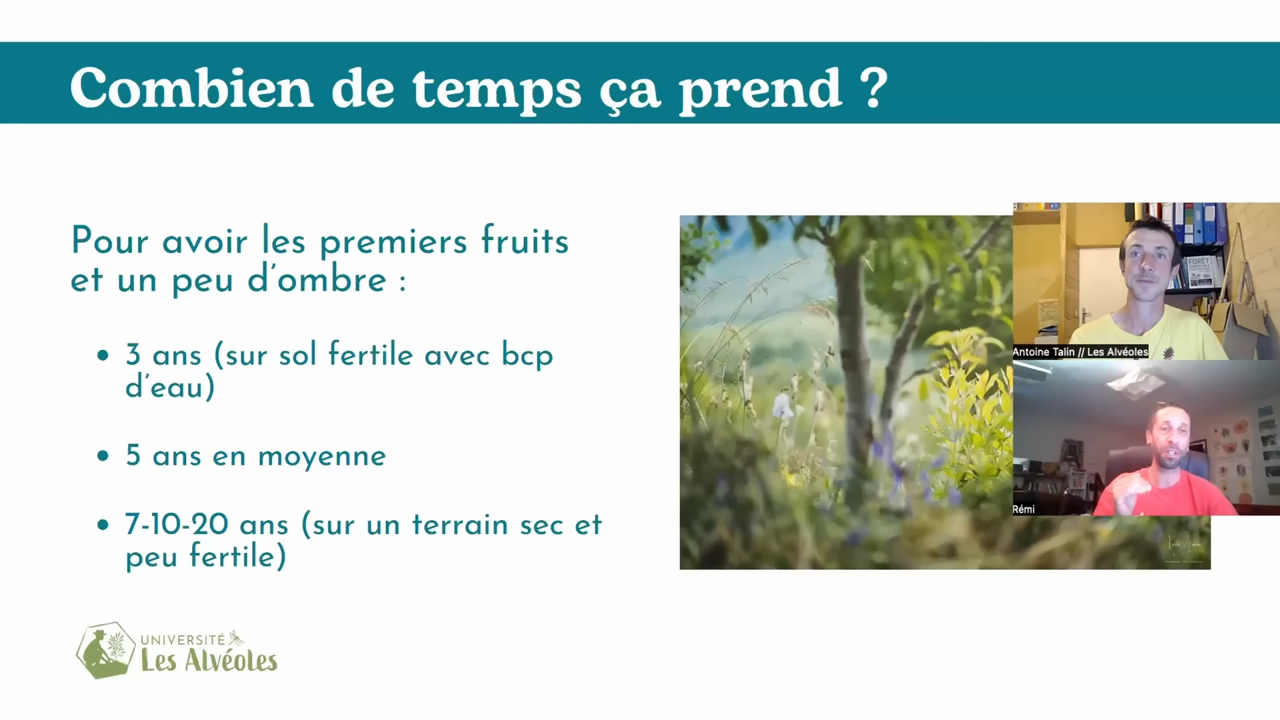 Combien de temps ça prend ?
Pour avoir les premiers fruits
et un peu d'ombre :
• 3 ans (sur sol fertile avec bcp
d'eau)
• 5 ans en moyenne
• 7-10-20 ans (sur un terrain sec et
peu fertile)
FORÊT
Antoine Talin // Les Alvéoles
Rémi
UNIVERSITÉ
Les Alvéoles